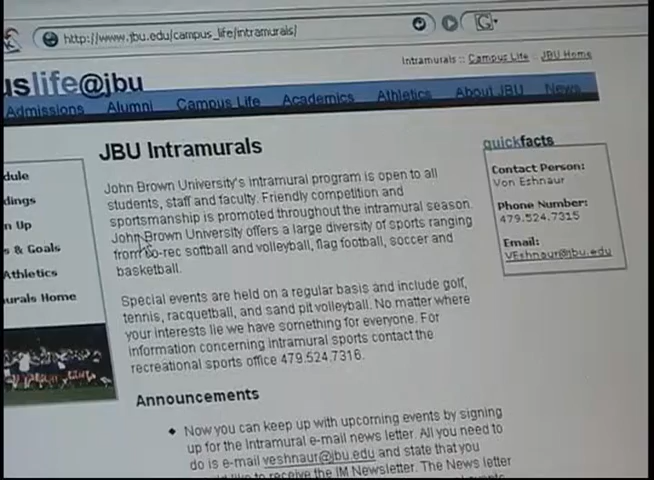 http://www.jbu.edu/campus_life/intramurals/
Intramurals :: Campus Life :: JBU Home
uslife@jbu
Admissions Alumni Campus Life Academics Athletics About JBU News
JBU Intramurals
John Brown University's intramural program is open to all
students, staff and faculty. Friendly competition and
sportsmanship is promoted throughout the intramural season.
John Brown University offers a large diversity of sports ranging
from co-rec softball and volleyball, flag football, soccer and
basketball.
Special events are held on a regular basis and include golf,
tennis, racquetball, and sand pit volleyball. No matter where
your interests lie we have something for everyone. For
information concerning intramural sports contact the
recreational sports office 479.524.7316.
Announcements
Now you can keep up with upcoming events by signing
up for the Intramural e-mail news letter. All you need to
do is e-mail veshnaur@jbu.edu and state that you
would like to receive the IM Newsletter. The News letter
dule
dings
n Up
s & Goals
Athletics
urals Home
quickfacts
Contact Person:
Von Eshnaur
Phone Number:
479.524.7315
Email:
VEshnaur@jbu.edu